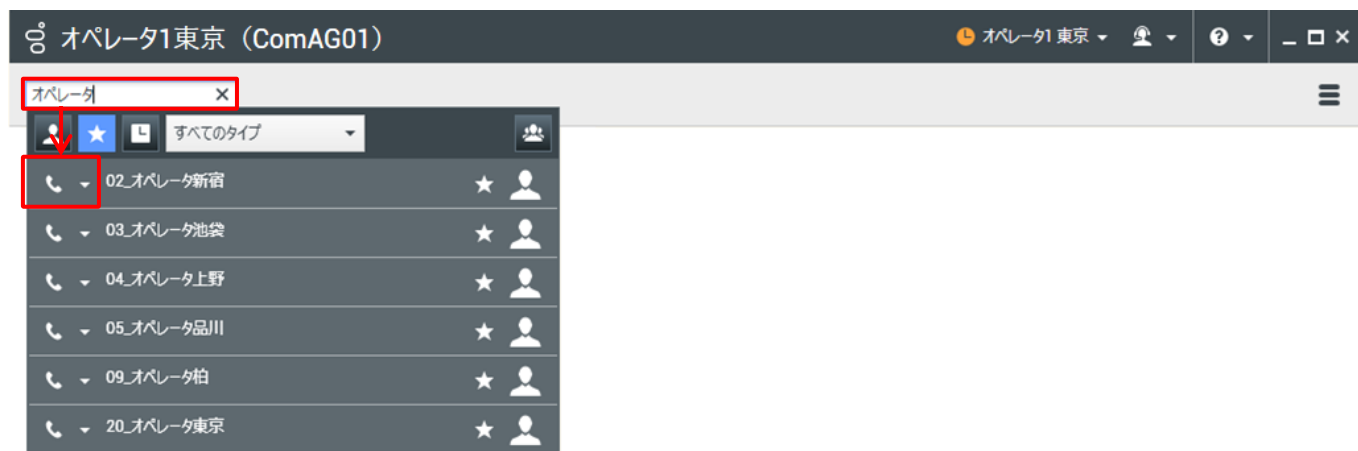 オペレータ1東京（ComAG01）
オペレータ1 東京
オペレータ
すべてのタイプ
02_オペレータ新宿
03_オペレータ池袋
04_オペレータ上野
05_オペレータ品川
09_オペレータ柏
20_オペレータ東京